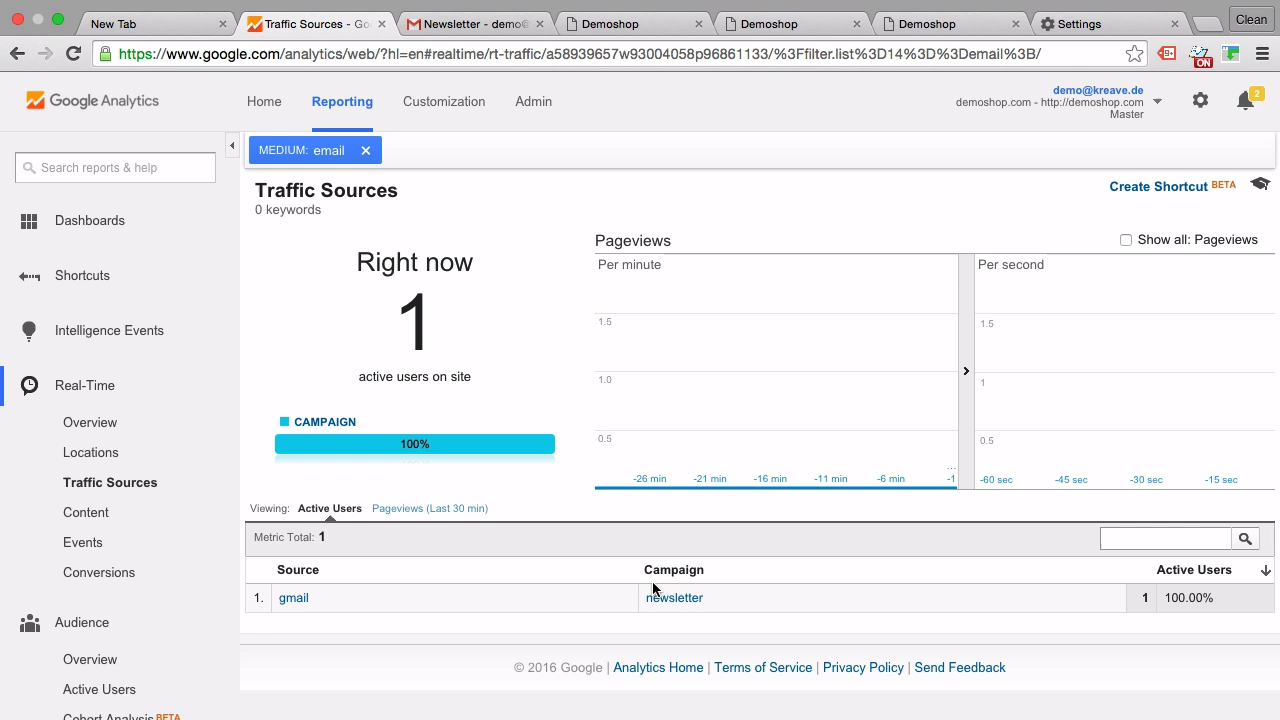 New Tab
Traffic Sources - Go
Newsletter - demo@
Demoshop
Demoshop
Demoshop
Settings
Clean
https://www.google.com/analytics/web/?hl=en#realtime/rt-traffic/a58939657w93004058p96861133/%3Ffilter.list%3D14%3D%3Demail%3B/
9+
ON
Google Analytics
Home
Reporting
Customization
Admin
demo@kreave.de
demoshop.com - http://demoshop.com
Master
2
Search reports & help
MEDIUM: email
Dashboards
Shortcuts
Intelligence Events
Real-Time
Overview
Locations
Traffic Sources
Content
Events
Conversions
Audience
Overview
Active Users
Cohort Analysis BETA
Traffic Sources
0 keywords
Create Shortcut BETA
Right now
1
active users on site
CAMPAIGN
100%
Pageviews
Show all: Pageviews
Per minute
1.5
1.0
0.5
-26 min
-21 min
-16 min
-11 min
-6 min
...
-1
Per second
1.5
1
0.5
-60 sec
-45 sec
-30 sec
-15 sec
Viewing: Active Users Pageviews (Last 30 min)
Metric Total: 1
Source Campaign Active Users
1. gmail newsletter 1 100.00%
© 2016 Google | Analytics Home | Terms of Service | Privacy Policy | Send Feedback